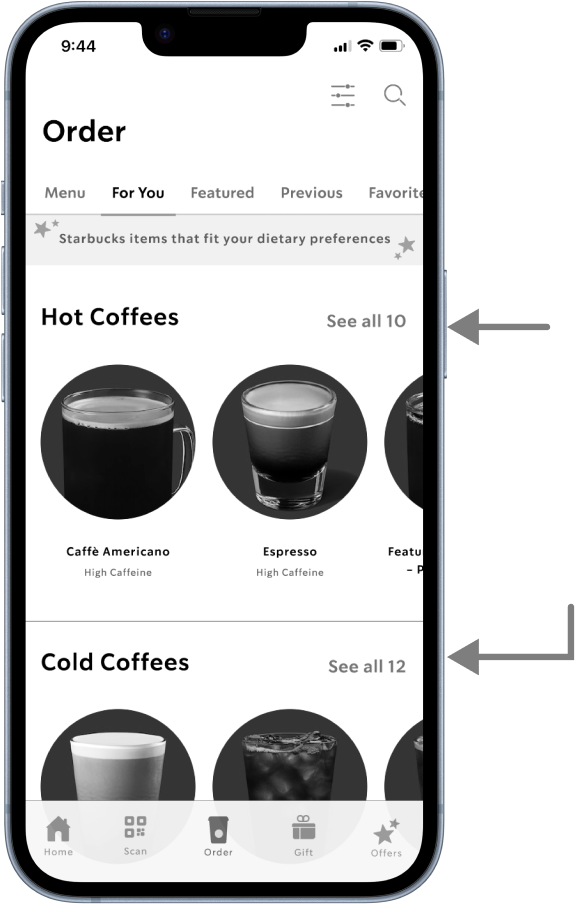 9:44
Order
Menu For You Featured Previous Favorite
Starbucks items that fit your dietary preferences
Hot Coffees See all 10
Caffè Americano Espresso Featu
– P
High Caffeine High Caffeine
Cold Coffees See all 12
Home Scan Order Gift Offers